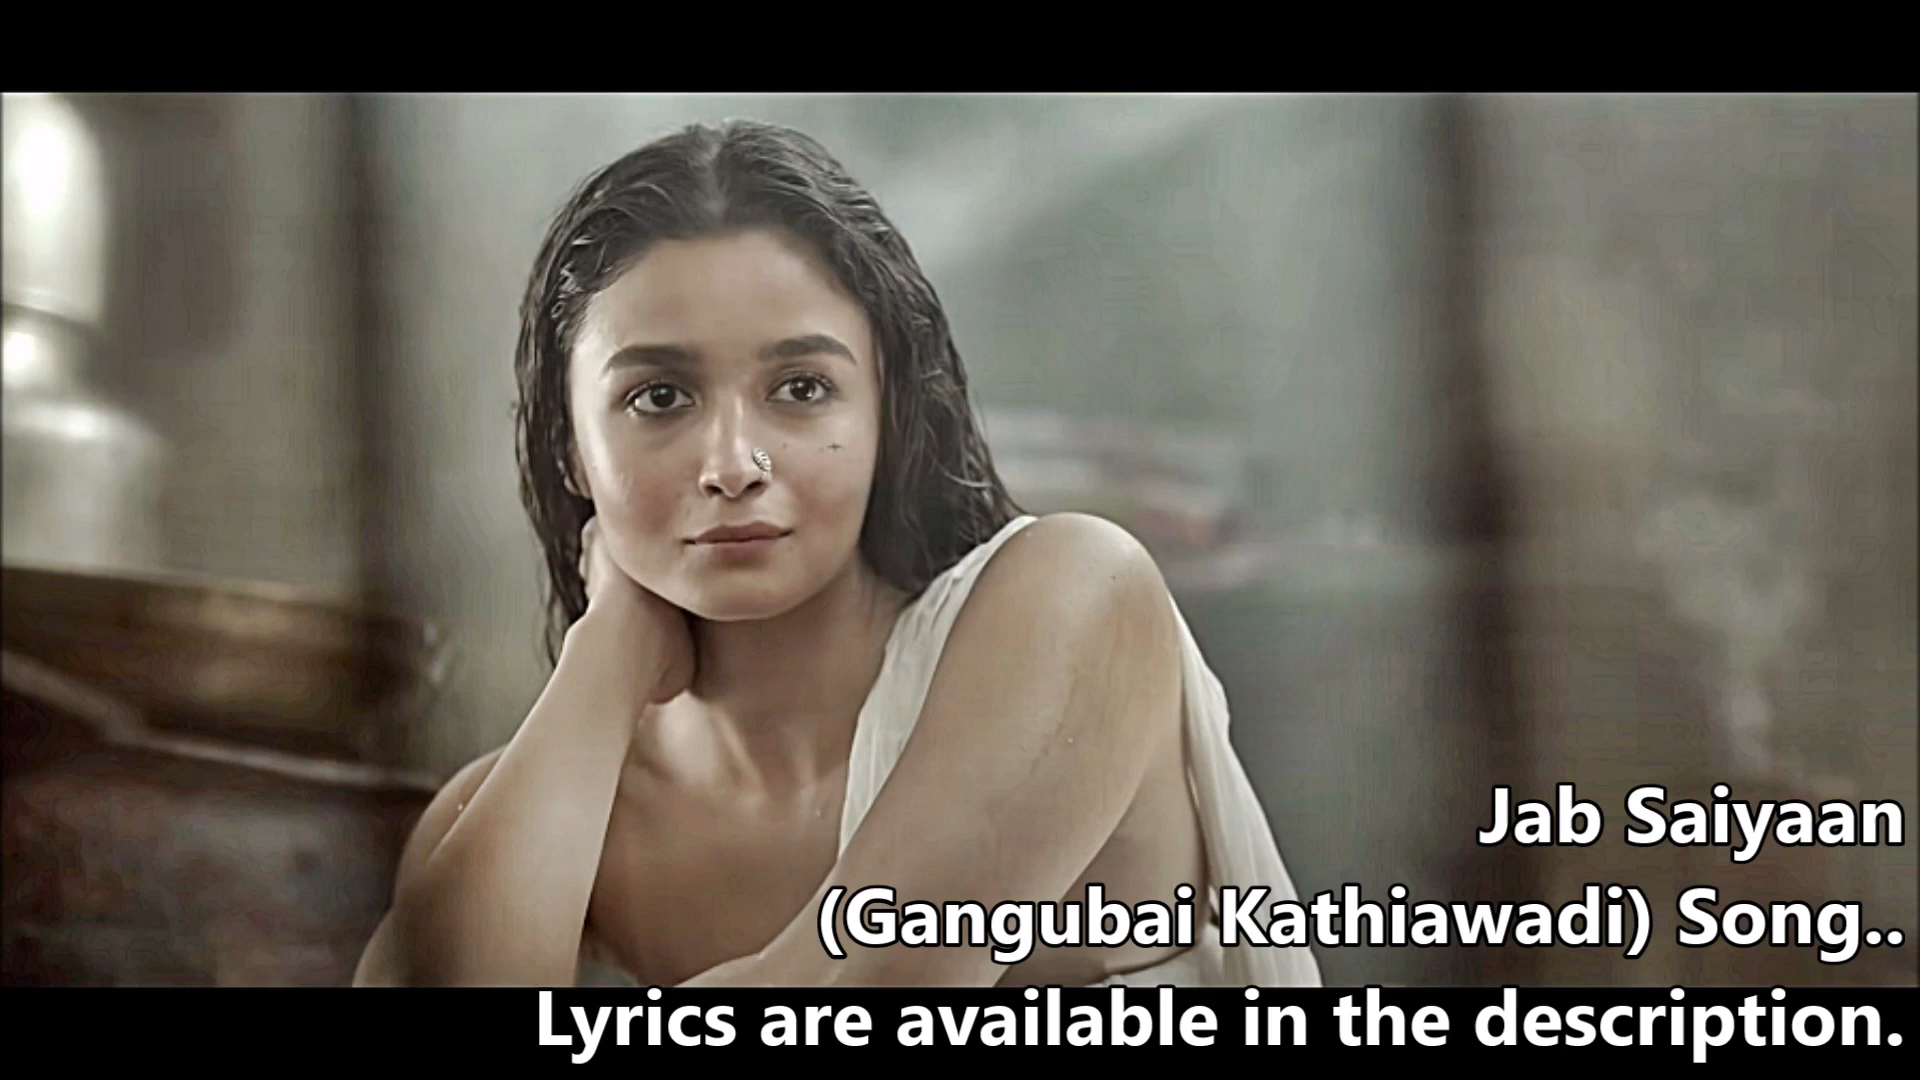 Jab Saiyaan
(Gangubai Kathiawadi) Song..
Lyrics are available in the description.